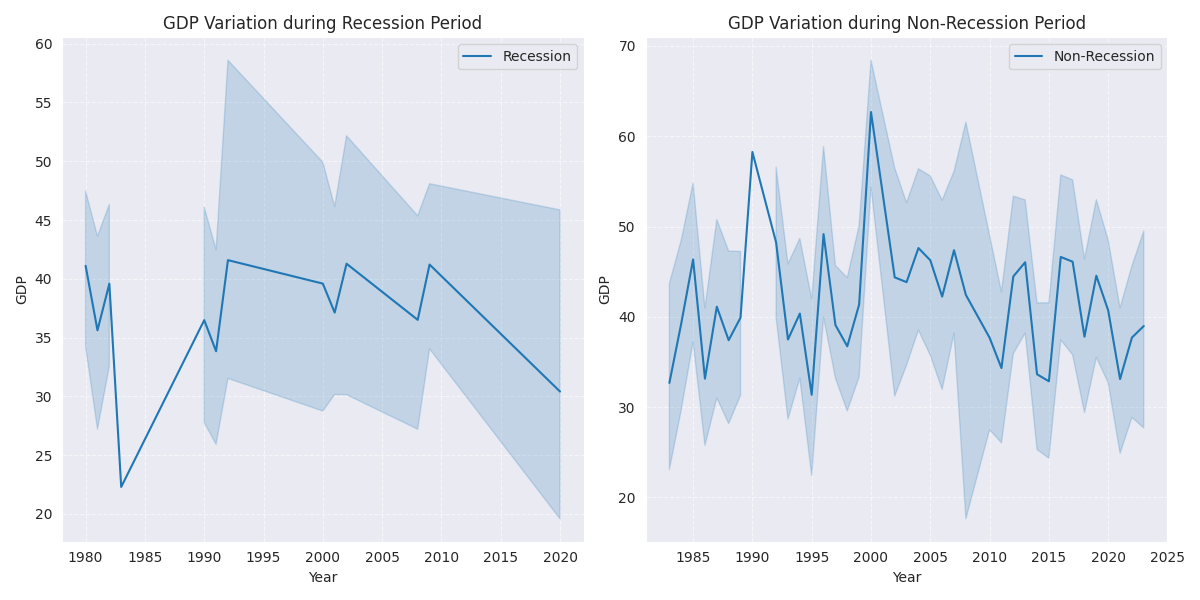 GDP Variation during Recession Period
GDP
60
55
50
45
40
35
30
25
20
Recession
1980 1985 1990 1995 2000 2005 2010 2015 2020
Year
GDP Variation during Non-Recession Period
GDP
70
60
50
40
30
20
Non-Recession
1985 1990 1995 2000 2005 2010 2015 2020 2025
Year